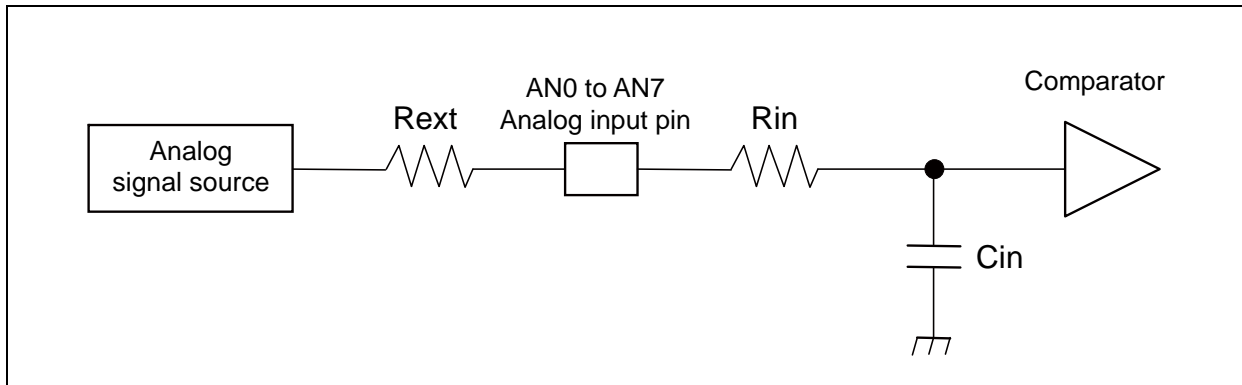 Analog
signal source
Rext
AN0 to AN7
Analog input pin
Rin
Cin
Comparator